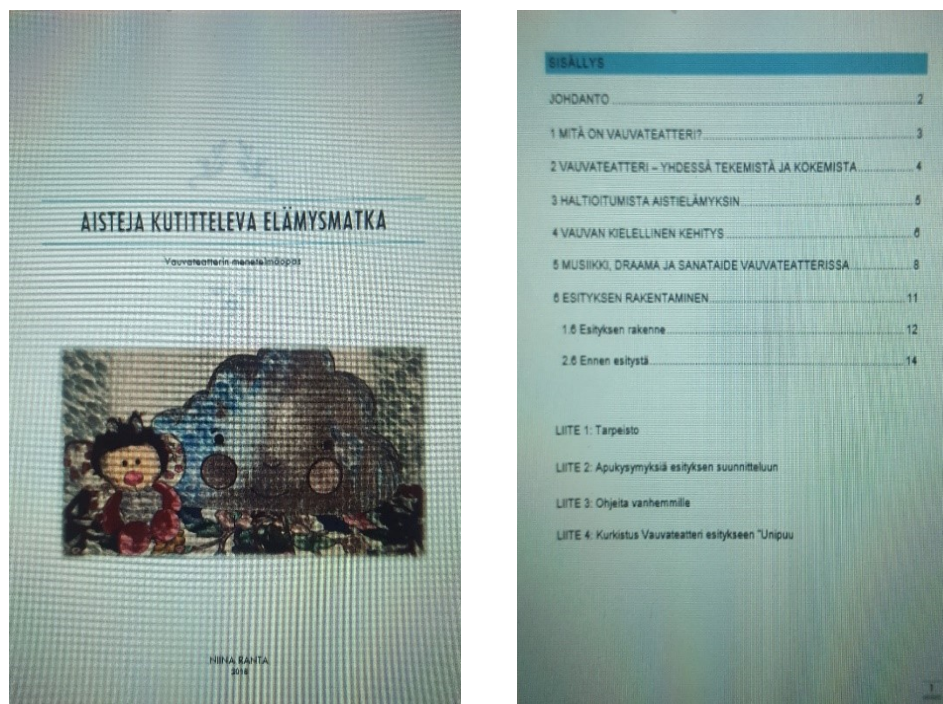 AISTEJA KUTITTELEVA ELÄMYSMATKA
Vauvateatterin menetelmäopas
NIINA RANTA
2016
SISÄLLYS
JOHDANTO 2
1 MITÄ ON VAUVATEATTERI? 3
2 VAUVATEATTERI – YHDESSÄ TEKEMISTÄ JA KOKEMISTA 4
3 HALTIOITUMISTA AISTIELÄMYKSIN 5
4 VAUVAN KIELELLINEN KEHITYS 6
5 MUSIIKKI, DRAAMA JA SANATAIDE VAUVATEATTERISSA 8
6 ESITYKSEN RAKENTAMINEN 11
1.6 Esityksen rakenne 12
2.6 Ennen esitystä 14
LIITE 1: Tarpeisto
LIITE 2: Apukysymyksiä esityksen suunnitteluun
LIITE 3: Ohjeita vanhemmille
LIITE 4: Kurkistus Vauvateatteri esitykseen "Unipuu
1